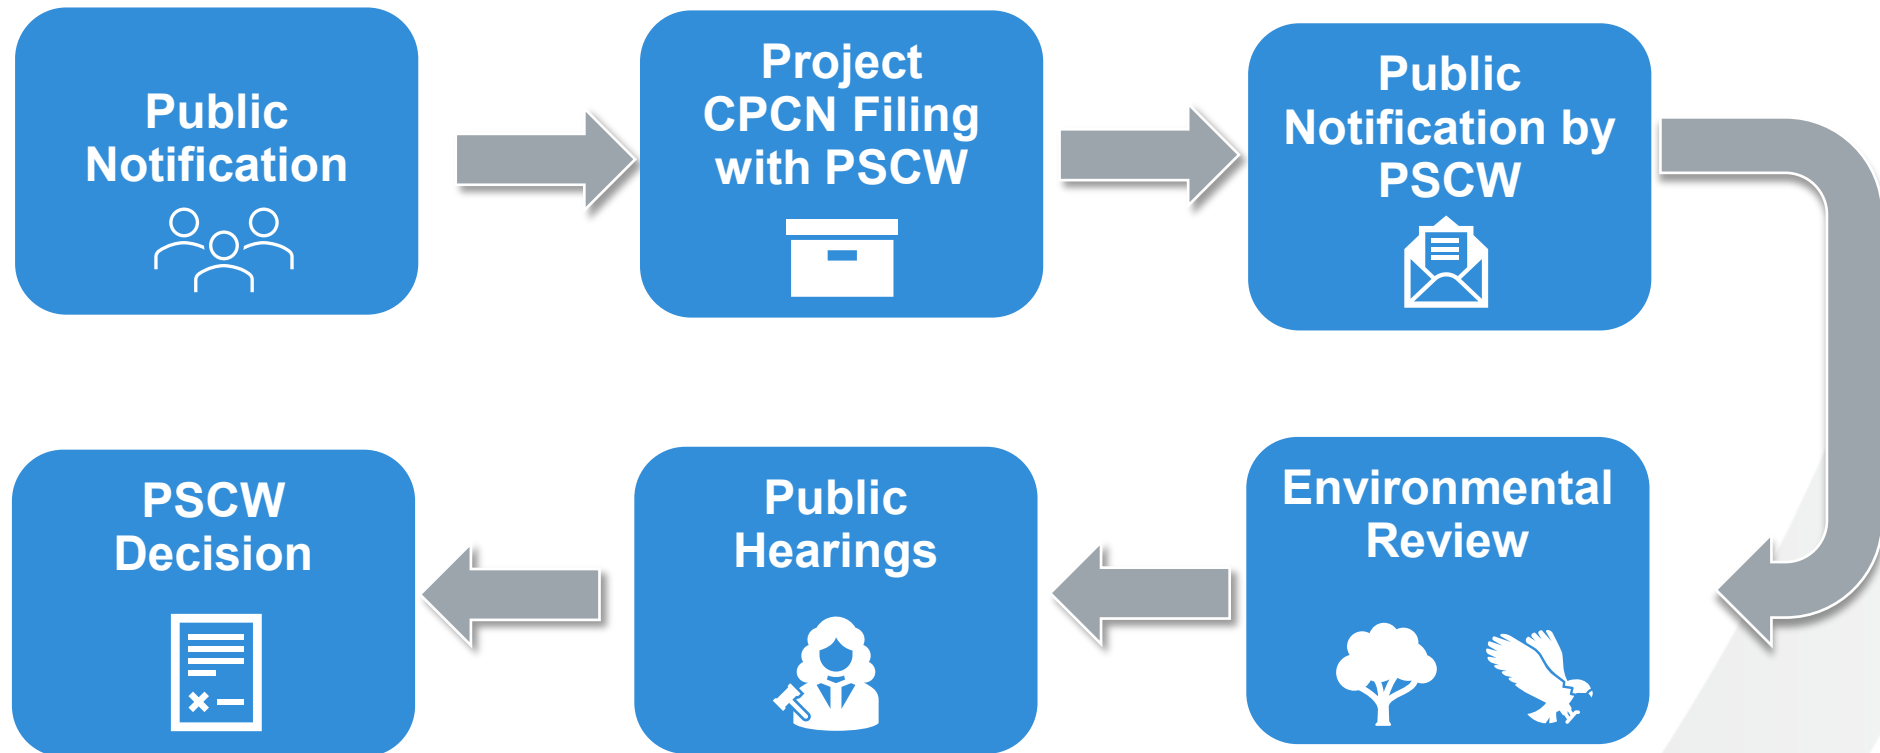 Public
Notification
Project
CPCN Filing
with PSCW
Public
Notification by
PSCW
Environmental
Review
Public
Hearings
PSCW
Decision